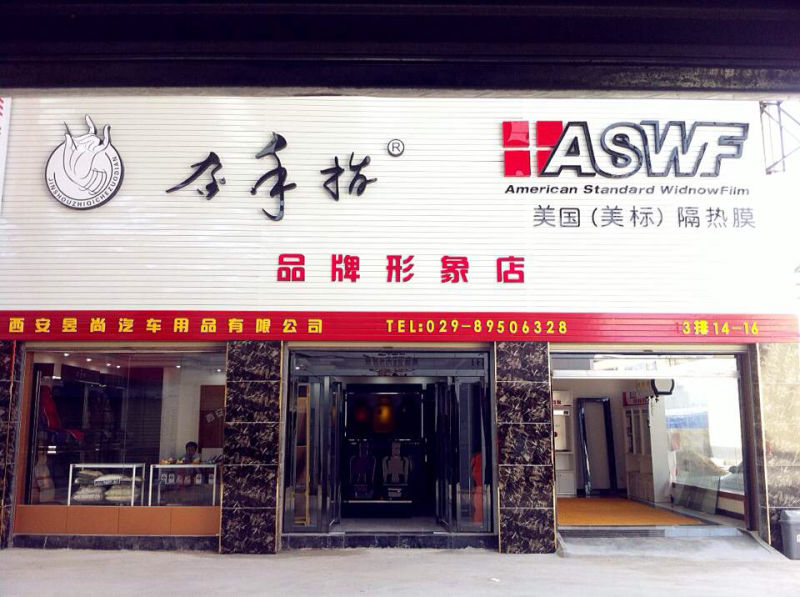 JINSHOUZHIQICHEZUODIAN
金手指®
ASWF
American Standard WidnowFilm
美国(美标)隔热膜
品牌形象店
西安昱尚汽车用品有限公司 TEL:029-89506328 3排14-16